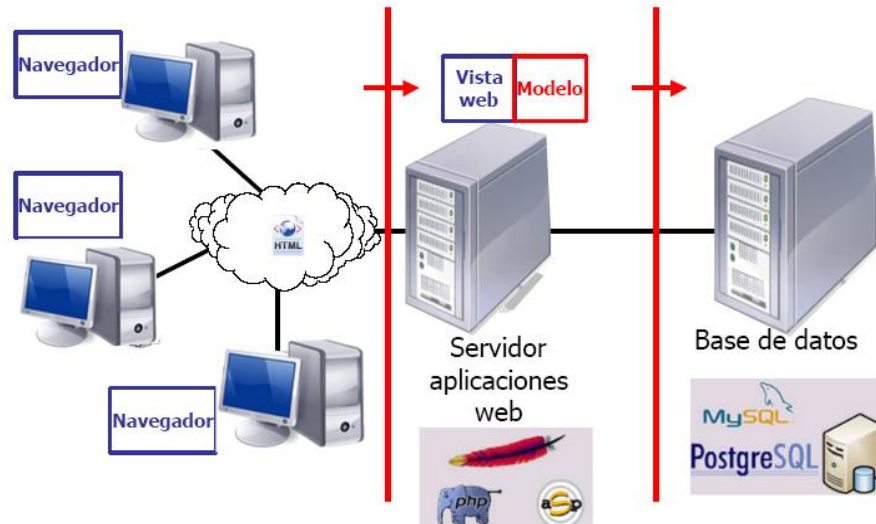 Navegador
Navegador
Navegador
HTML
Vista
web
Modelo
Servidor
aplicaciones
web
php
asp
Base de datos
MySQL
PostgreSQL